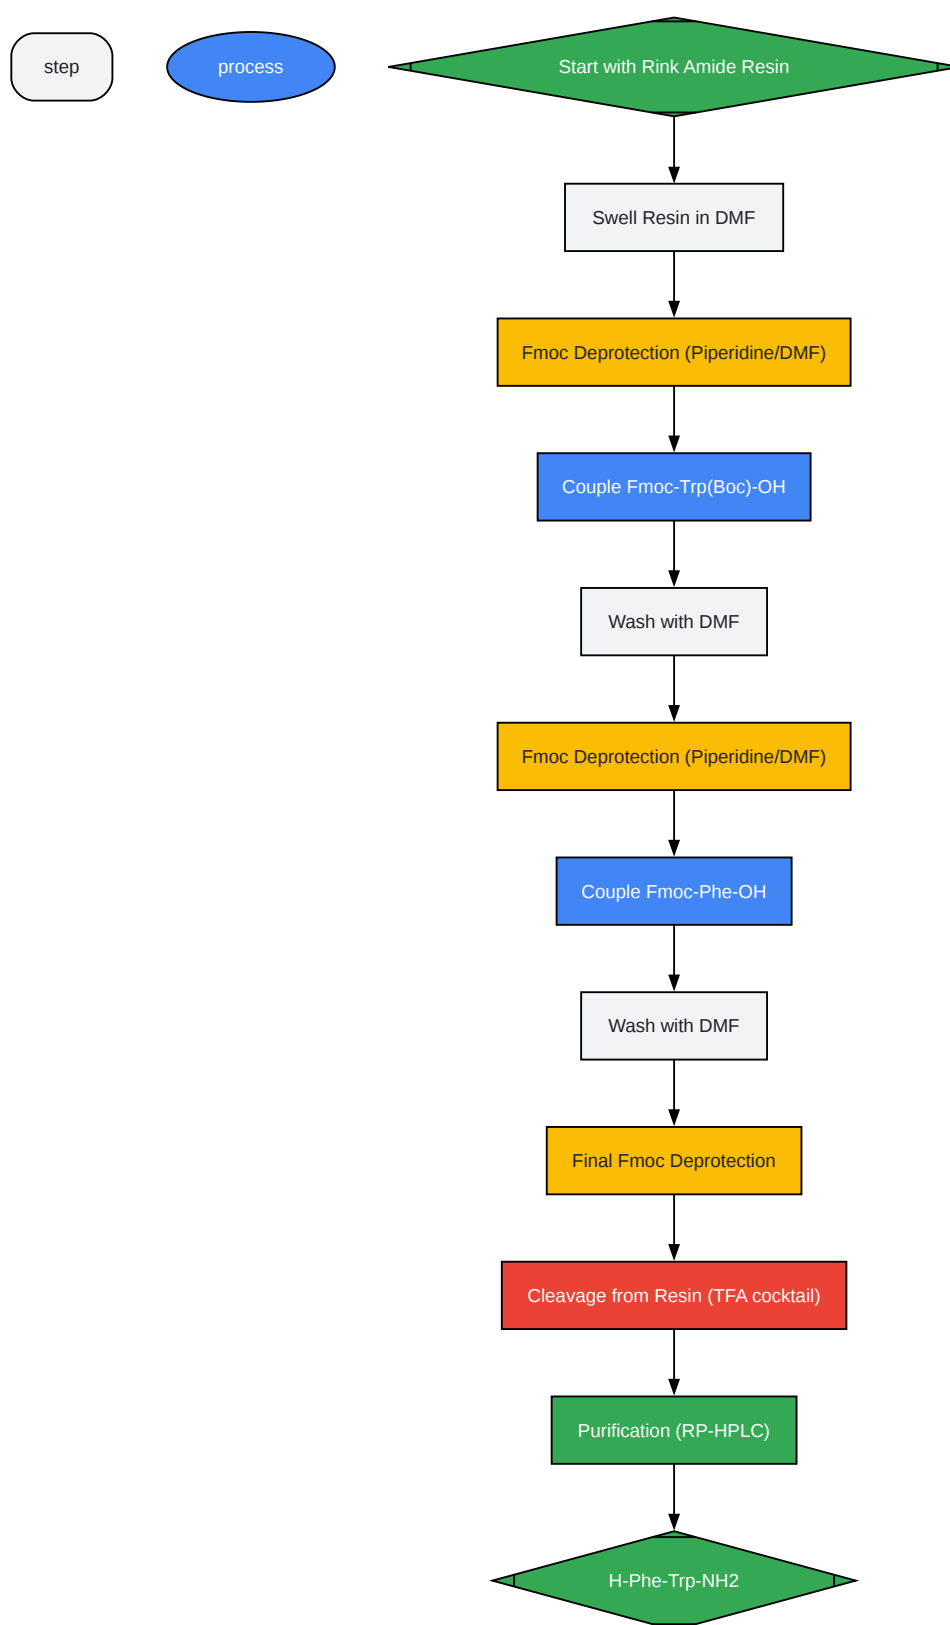 step
process
Start with Rink Amide Resin
Swell Resin in DMF
Fmoc Deprotection (Piperidine/DMF)
Couple Fmoc-Trp(Boc)-OH
Wash with DMF
Fmoc Deprotection (Piperidine/DMF)
Couple Fmoc-Phe-OH
Wash with DMF
Final Fmoc Deprotection
Cleavage from Resin (TFA cocktail)
Purification (RP-HPLC)
H-Phe-Trp-NH2